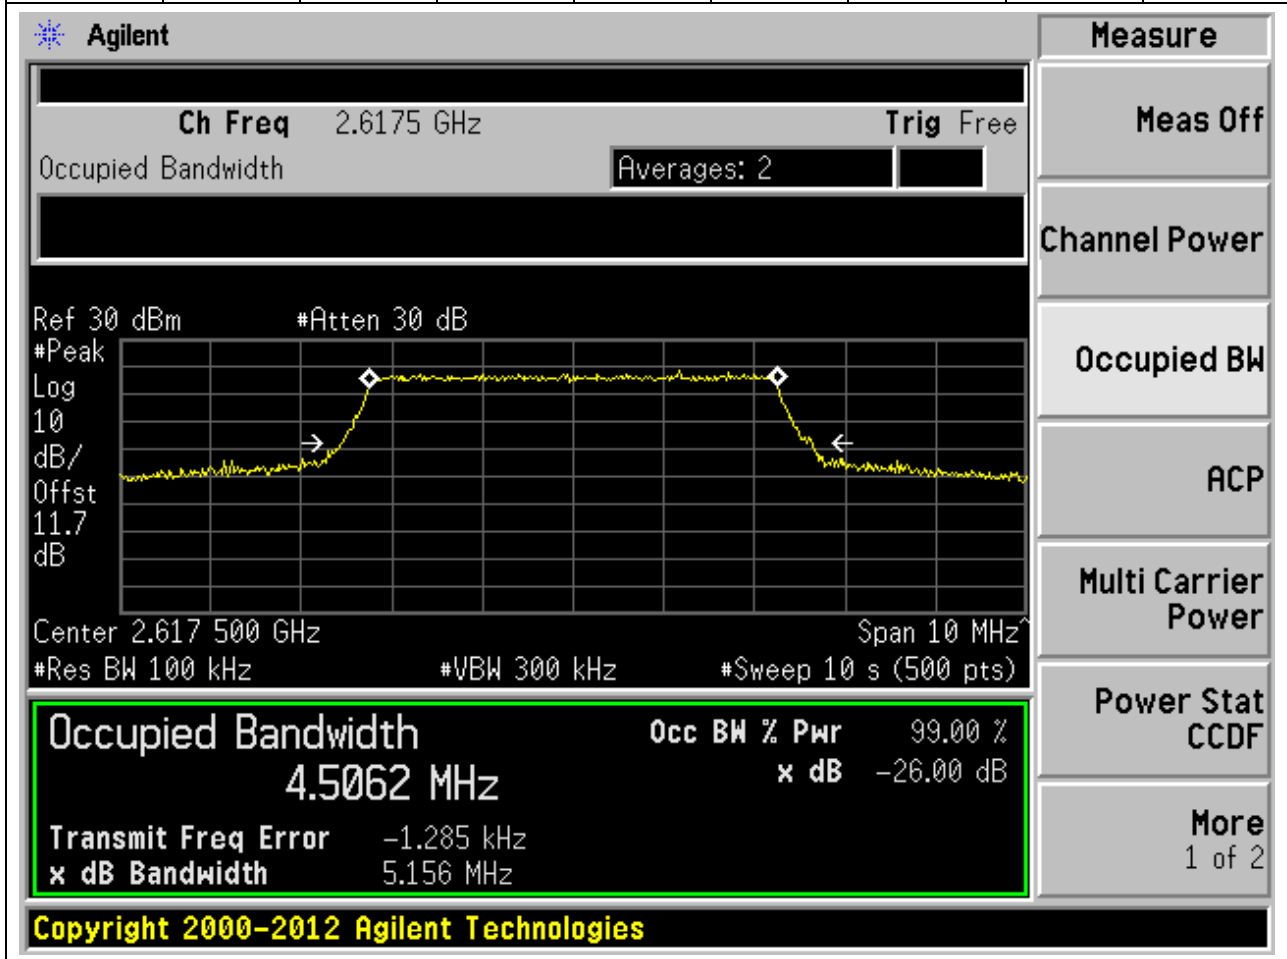 Agilent
Measure
Ch Freq 2.6175 GHz Trig Free
Occupied Bandwidth Averages: 2
Meas Off
Channel Power
Occupied BW
ACP
Multi Carrier
Power
Power Stat
CCDF
More
1 of 2
Ref 30 dBm #Atten 30 dB
#Peak
Log
10
dB/
Offst
11.7
dB
Center 2.617 500 GHz Span 10 MHz^
#Res BW 100 kHz #VBW 300 kHz #Sweep 10 s (500 pts)
Occupied Bandwidth Occ BW % Pwr 99.00 %
4.5062 MHz x dB -26.00 dB
Transmit Freq Error -1.285 kHz
x dB Bandwidth 5.156 MHz
Copyright 2000-2012 Agilent Technologies